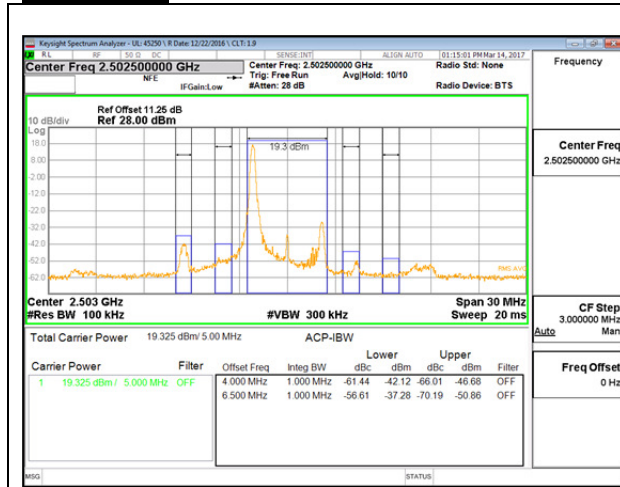 Keysight Spectrum Analyzer - UL: 45250 \ R Date: 12/22/2016 \ CLT: 1.9
RL RF 50 Ω DC SENSE:INT ALIGN AUTO 01:15:01 PM Mar 14, 2017
Center Freq 2.502500000 GHz Center Freq: 2.502500000 GHz Radio Std: None Frequency
NFE Trig: Free Run Avg|Hold: 10/10
IFGain:Low #Atten: 28 dB Radio Device: BTS
Ref Offset 11.25 dB
10 dB/div Ref 28.00 dBm
Log
18.0 19.3 dBm Center Freq
8.00 2.502500000 GHz
-2.00
-12.0
-22.0
-32.0
-42.0
-52.0 RMS AVG
-62.0
Center 2.503 GHz Span 30 MHz CF Step
#Res BW 100 kHz #VBW 300 kHz Sweep 20 ms 3.000000 MHz
Auto Man
Total Carrier Power 19.325 dBm/ 5.00 MHz ACP-IBW
Lower Upper Freq Offset
Carrier Power Filter Offset Freq Integ BW dBc dBm dBc dBm Filter 0 Hz
1 19.325 dBm / 5.000 MHz OFF 4.000 MHz 1.000 MHz -61.44 -42.12 -66.01 -46.68 OFF
6.500 MHz 1.000 MHz -56.61 -37.28 -70.19 -50.86 OFF
MSG STATUS